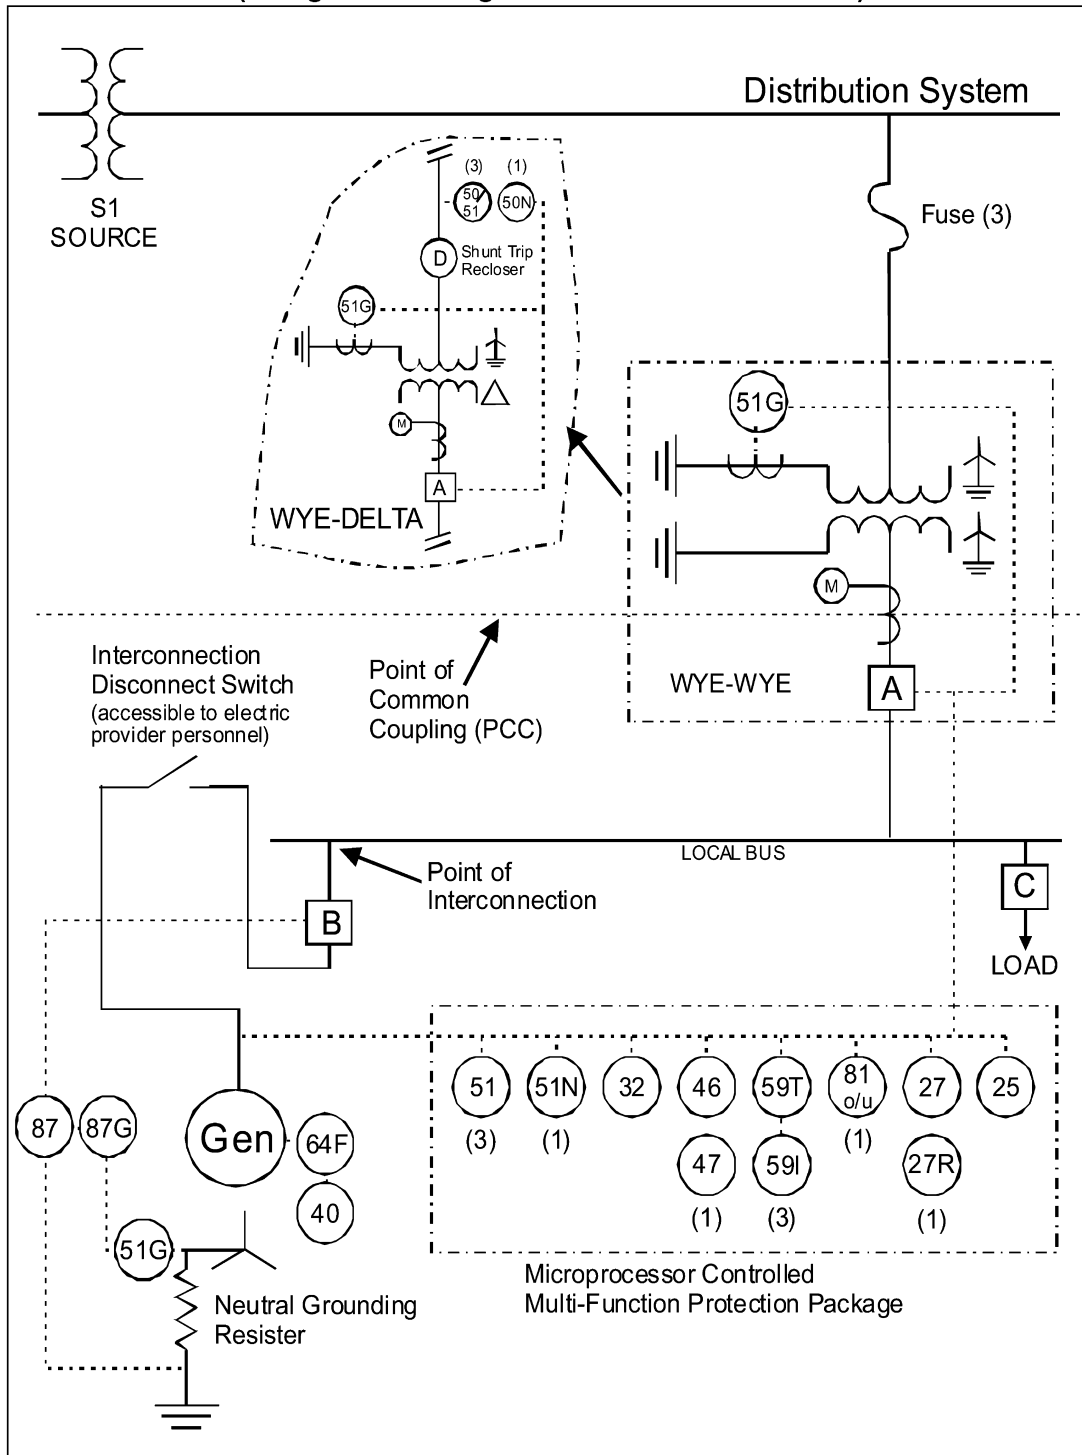 Distribution System
S1
SOURCE
Fuse (3)
(3)
(1)
50
51
50N
D
Shunt Trip
Recloser
51G
M
A
WYE-DELTA
51G
M
WYE-WYE
A
Interconnection
Disconnect Switch
(accessible to electric
provider personnel)
Point of
Common
Coupling (PCC)
LOCAL BUS
Point of
Interconnection
B
C
LOAD
51
51N
32
46
59T
81
o/u
27
25
(3)
(1)
(1)
47
59I
27R
(1)
(3)
(1)
87
87G
Gen
64F
40
51G
Neutral Grounding
Resister
Microprocessor Controlled
Multi-Function Protection Package